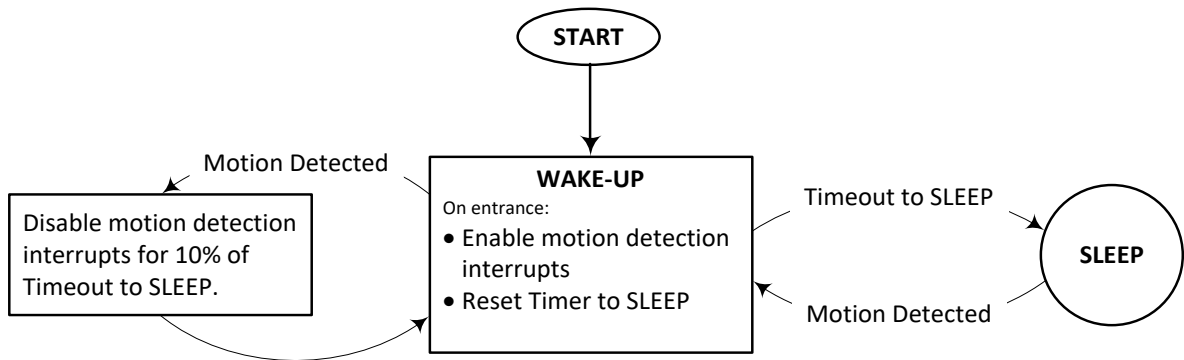 START
Motion Detected
WAKE-UP
On entrance:
• Enable motion detection
interrupts
• Reset Timer to SLEEP
Disable motion detection
interrupts for 10% of
Timeout to SLEEP.
Timeout to SLEEP
SLEEP
Motion Detected